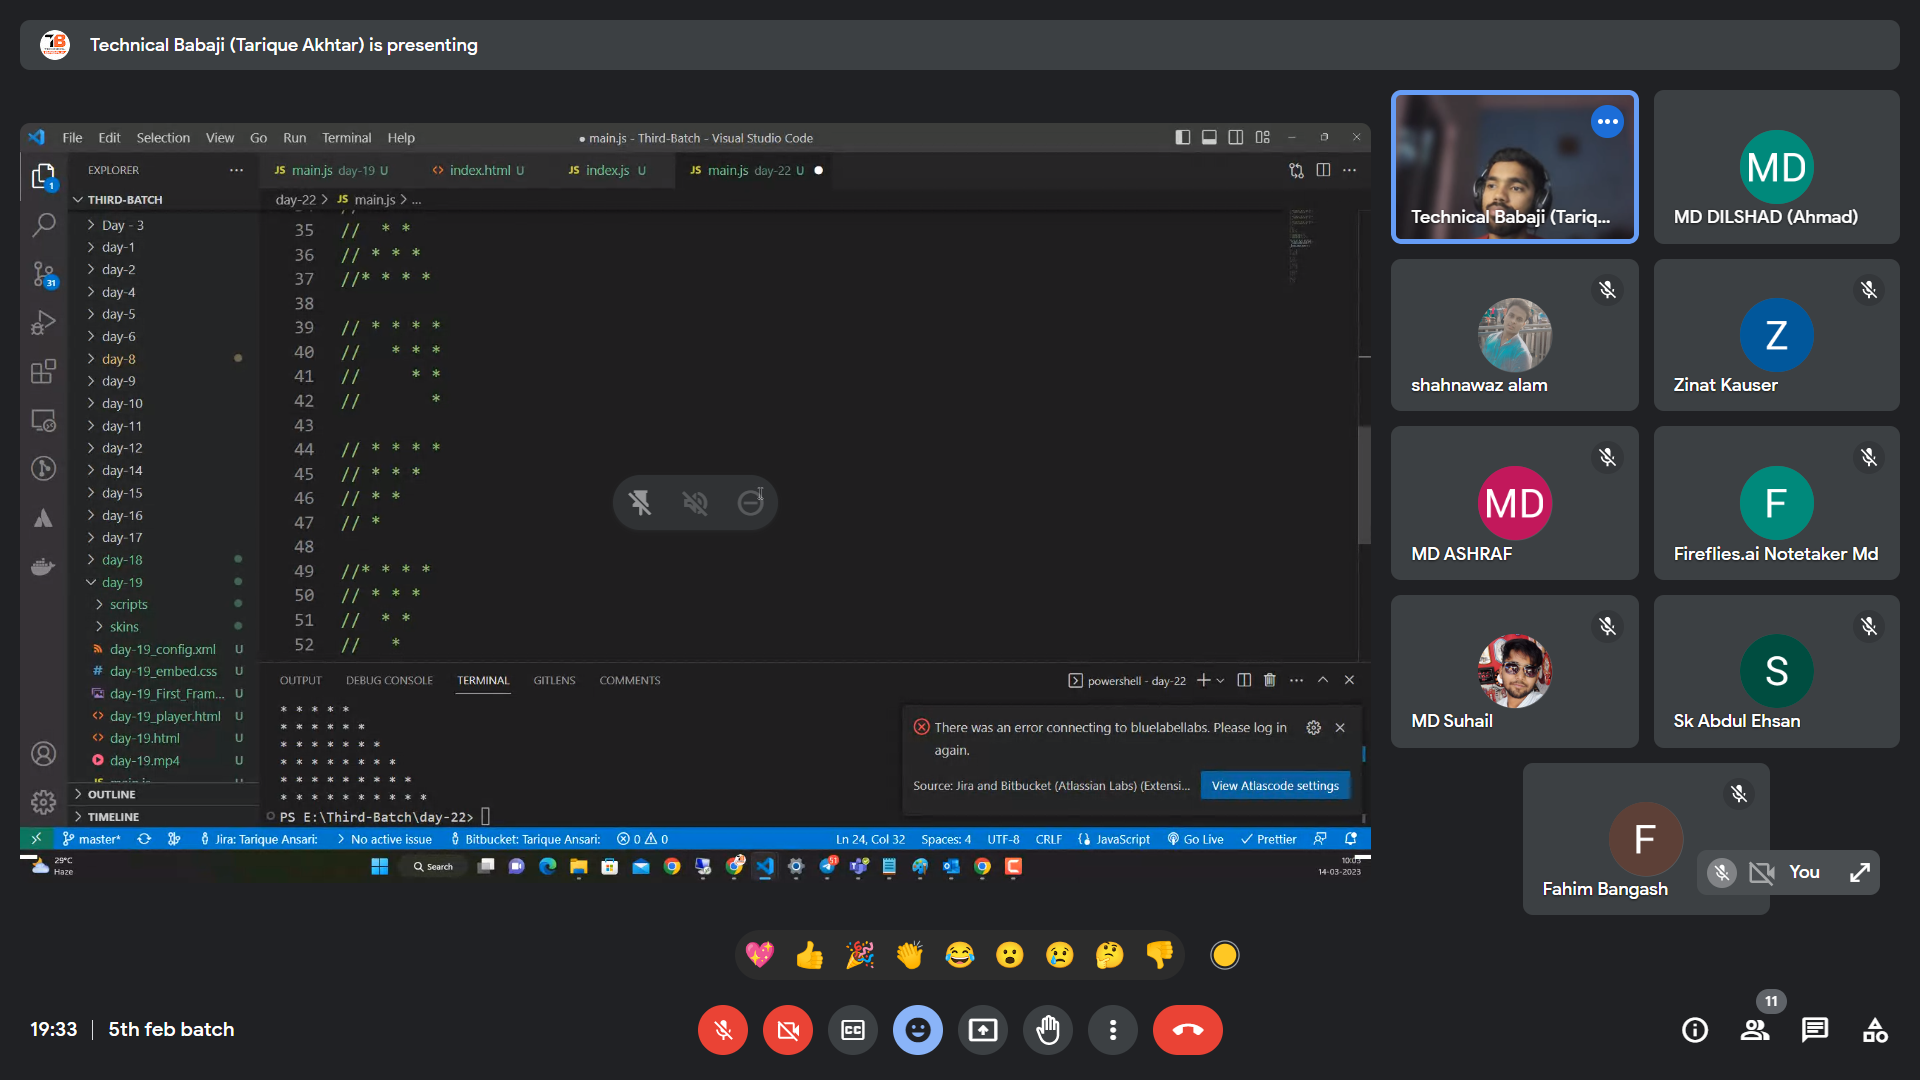 Technical Babaji (Tarique Akhtar) is presenting
File Edit Selection View Go Run Terminal Help
● main.js - Third-Batch - Visual Studio Code
EXPLORER
JS main.js day-19 U
<> index.html U
JS index.js U
JS main.js day-22 U
day-22 > JS main.js > ...
THIRD-BATCH
Day - 3
day-1
day-2
day-4
day-5
day-6
day-8
day-9
day-10
day-11
day-12
day-14
day-15
day-16
day-17
day-18
day-19
scripts
skins
day-19_config.xml U
day-19_embed.css U
day-19_First_Fram... U
day-19_player.html U
day-19.html U
day-19.mp4 U
OUTLINE
TIMELINE
1
31
35 //  * *
36 // * * *
37 //* * * *
38
39 // * * * *
40 //   * * *
41 //     * *
42 //       *
43
44 // * * * *
45 // * * *
46 // * *
47 // *
48
49 //* * * *
50 // * * *
51 //  * *
52 //   *
OUTPUT DEBUG CONSOLE TERMINAL GITLENS COMMENTS
powershell - day-22
* * * * *
* * * * * *
* * * * * * *
* * * * * * * *
* * * * * * * * *
* * * * * * * * * *
PS E:\Third-Batch\day-22>
There was an error connecting to bluelabellabs. Please log in
again.
Source: Jira and Bitbucket (Atlassian Labs) (Extensi...
View Atlascode settings
master* Jira: Tarique Ansari: No active issue Bitbucket: Tarique Ansari: 0 0
Ln 24, Col 32 Spaces: 4 UTF-8 CRLF {} JavaScript Go Live Prettier
29°C
Haze
Search
51
10:03
14-03-2023
Technical Babaji (Tariq...
MD
MD DILSHAD (Ahmad)
shahnawaz alam
Z
Zinat Kauser
MD
MD ASHRAF
F
Fireflies.ai Notetaker Md
MD Suhail
S
Sk Abdul Ehsan
F
Fahim Bangash
You
19:33 | 5th feb batch
CC
11